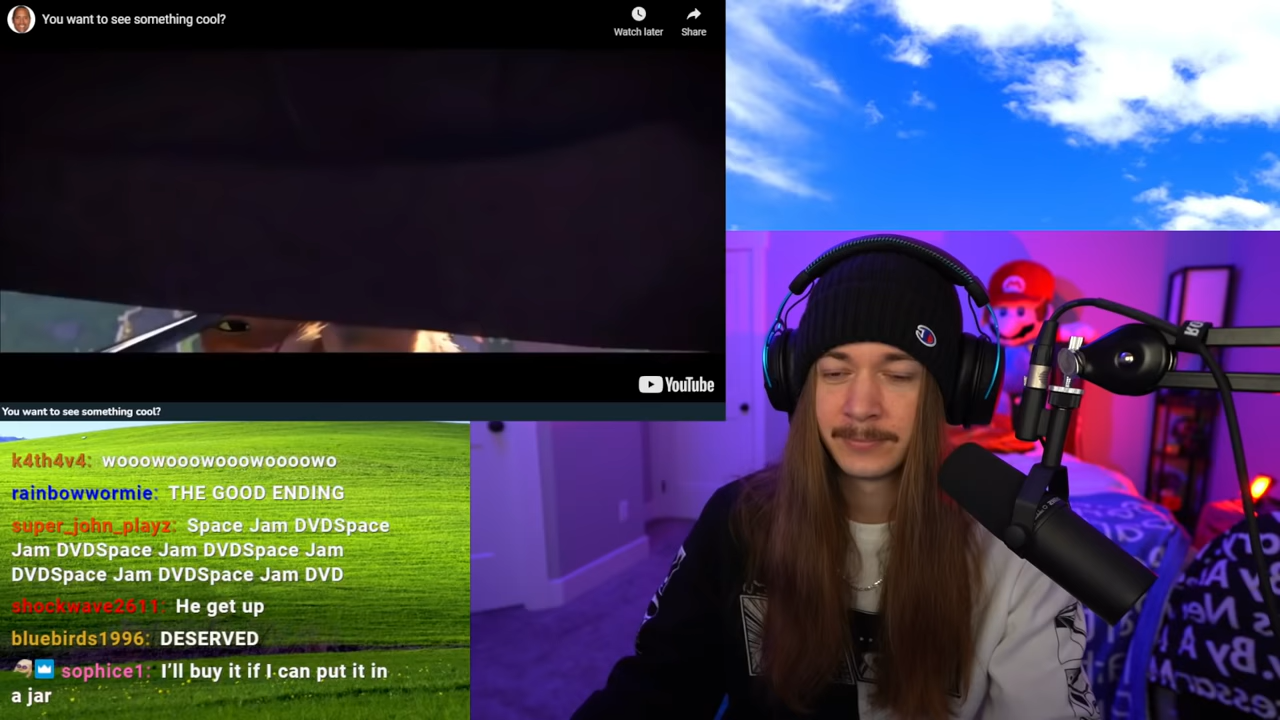 You want to see something cool?
Watch later
Share
YouTube
You want to see something cool?
k4th4v4: wooowooowooowoooowo
rainbowwormie: THE GOOD ENDING
super_john_playz: Space Jam DVDSpace
Jam DVDSpace Jam DVDSpace Jam
DVDSpace Jam DVDSpace Jam DVD
shockwave2611: He get up
bluebirds1996: DESERVED
sophice1: I'll buy it if I can put it in
a jar